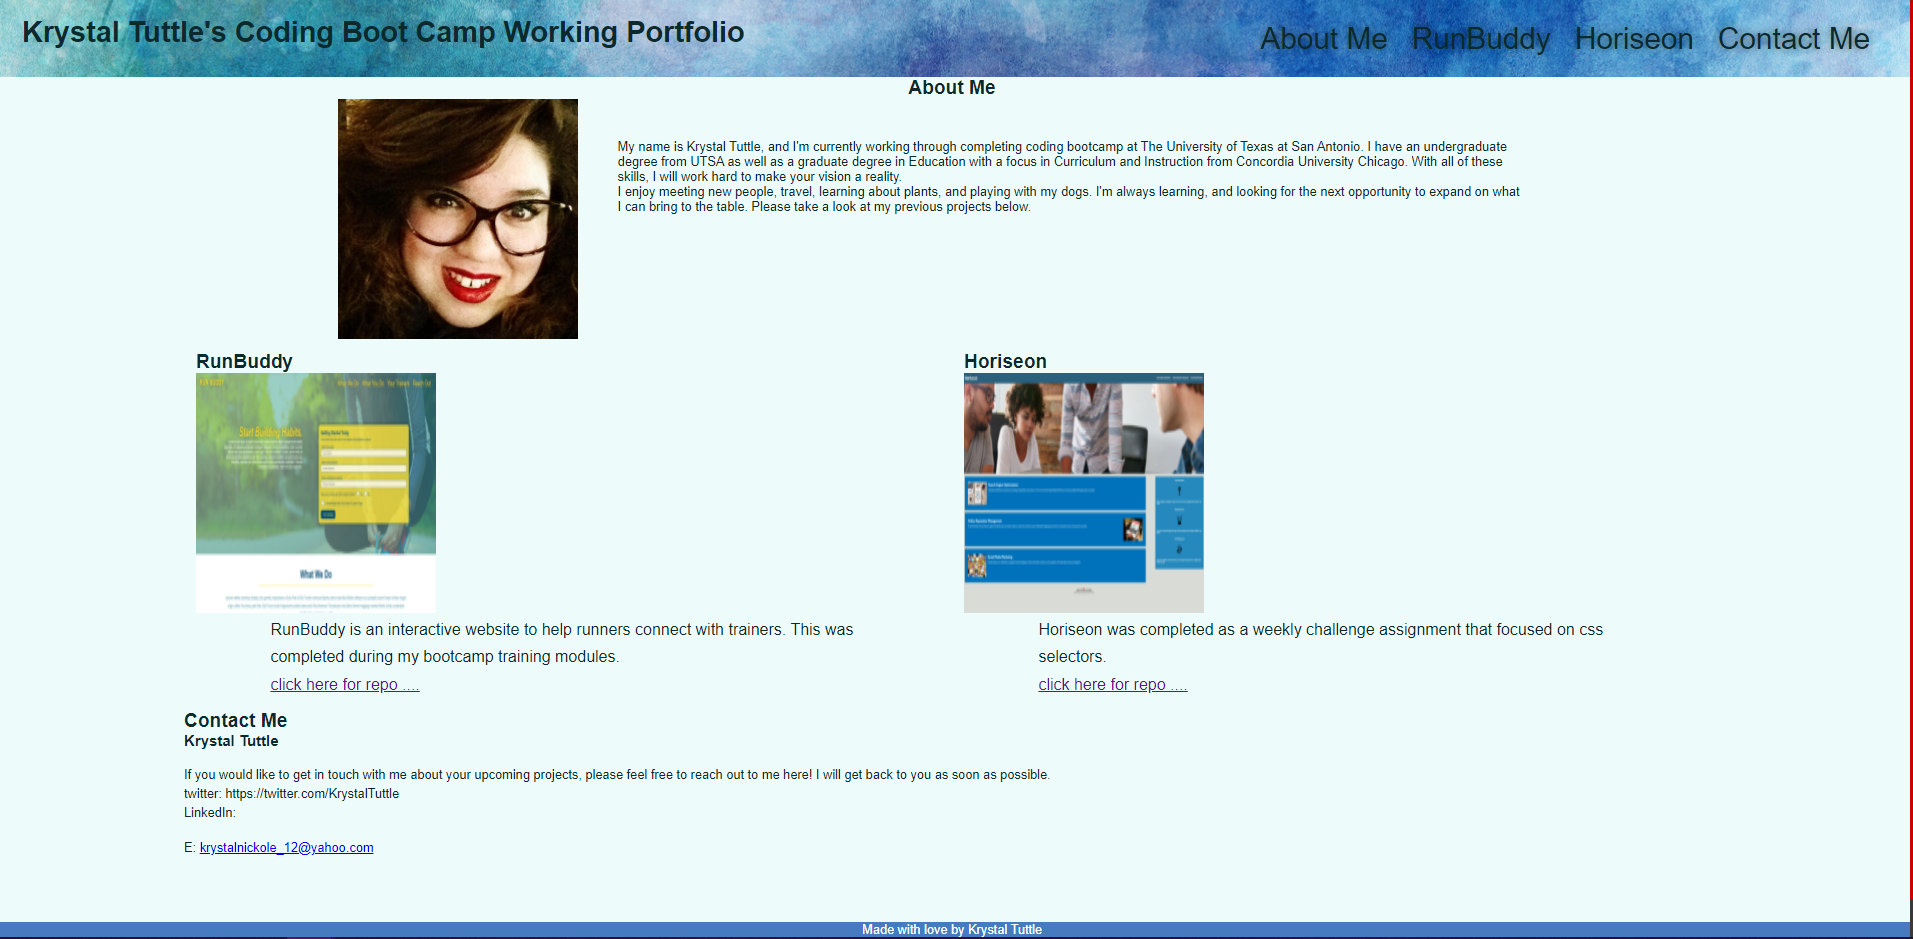 Krystal Tuttle's Coding Boot Camp Working Portfolio
About Me RunBuddy Horiseon Contact Me
About Me
My name is Krystal Tuttle, and I'm currently working through completing coding bootcamp at The University of Texas at San Antonio. I have an undergraduate
degree from UTSA as well as a graduate degree in Education with a focus in Curriculum and Instruction from Concordia University Chicago. With all of these
skills, I will work hard to make your vision a reality.
I enjoy meeting new people, travel, learning about plants, and playing with my dogs. I'm always learning, and looking for the next opportunity to expand on what
I can bring to the table. Please take a look at my previous projects below.
RunBuddy
Start Building Habits.
What We Do
RunBuddy is an interactive website to help runners connect with trainers. This was
completed during my bootcamp training modules.
click here for repo ....
Horiseon
Horiseon was completed as a weekly challenge assignment that focused on css
selectors.
click here for repo ....
Contact Me
Krystal Tuttle
If you would like to get in touch with me about your upcoming projects, please feel free to reach out to me here! I will get back to you as soon as possible.
twitter: https://twitter.com/KrystalTuttle
LinkedIn:
E: krystalnickole_12@yahoo.com
Made with love by Krystal Tuttle